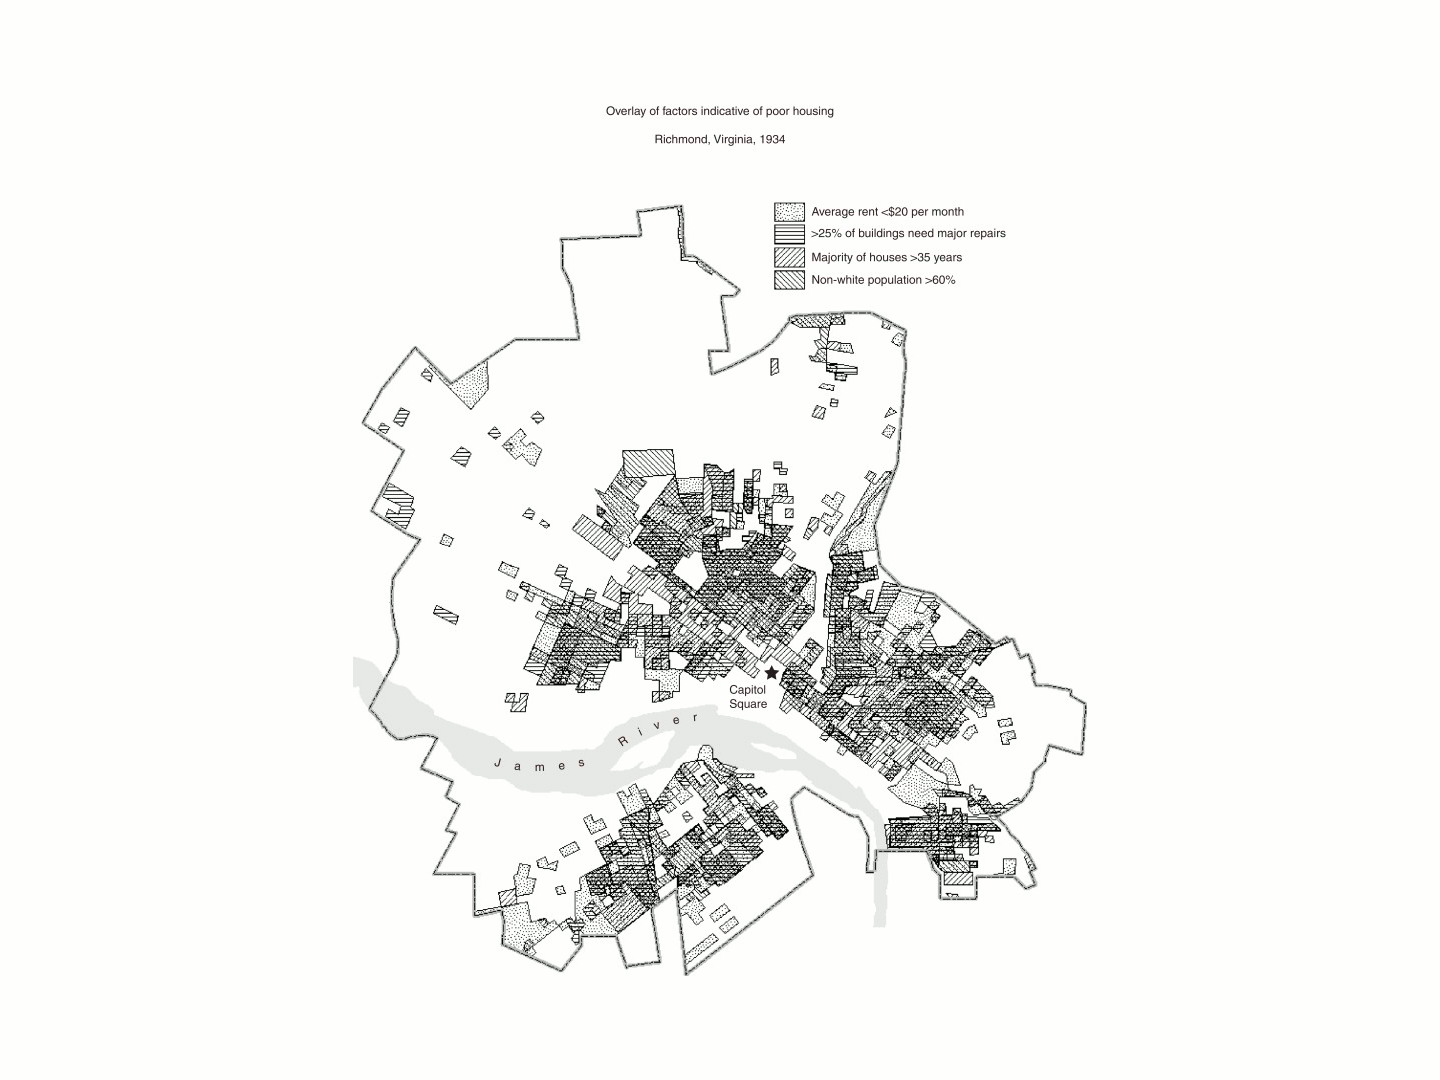 Overlay of factors indicative of poor housing
Richmond, Virginia, 1934
Average rent <$20 per month
>25% of buildings need major repairs
Majority of houses >35 years
Non-white population >60%
Capitol
Square
James River